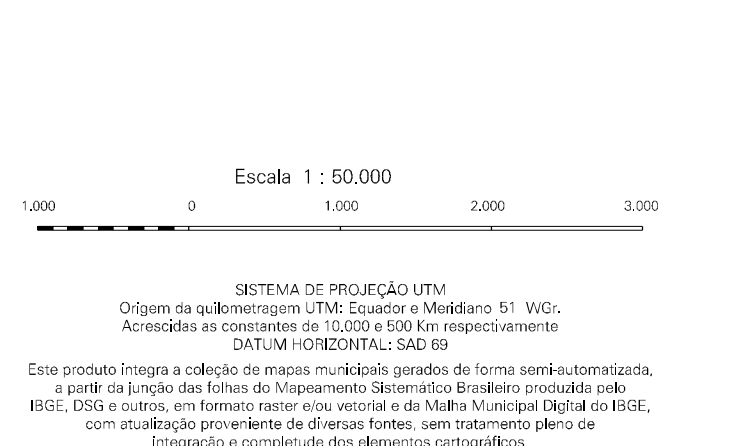 Escala 1 : 50.000
1.000 0 1.000 2.000 3.000
SISTEMA DE PROJEÇÃO UTM
Origem da quilometragem UTM: Equador e Meridiano 51 WGr.
Acrescidas as constantes de 10.000 e 500 Km respectivamente
DATUM HORIZONTAL: SAD 69
Este produto integra a coleção de mapas municipais gerados de forma semi-automatizada,
a partir da junção das folhas do Mapeamento Sistemático Brasileiro produzida pelo
IBGE, DSG e outros, em formato raster e/ou vetorial e da Malha Municipal Digital do IBGE,
com atualização proveniente de diversas fontes, sem tratamento pleno de
integração e completude dos elementos cartográficos